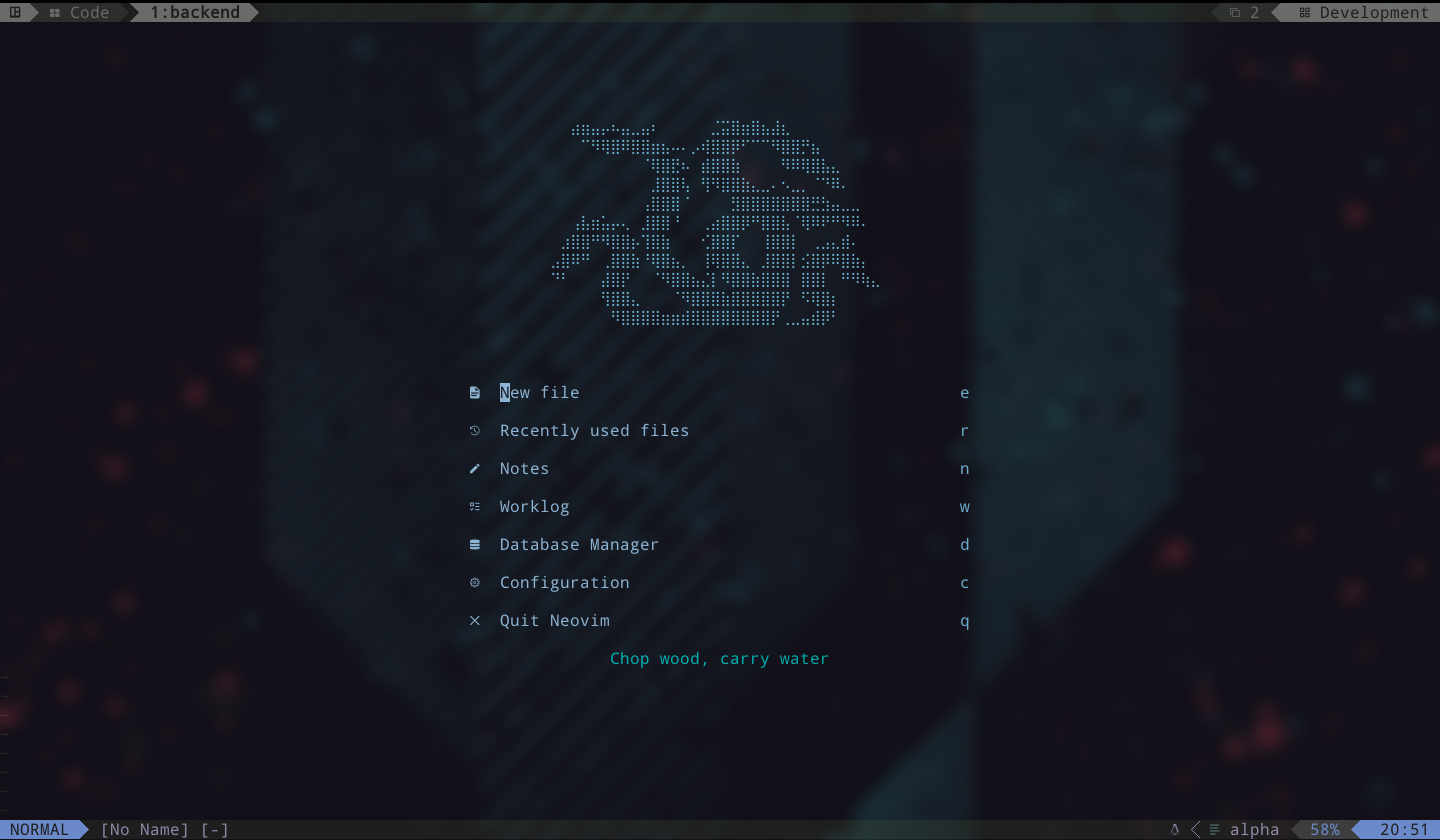 Code 1:backend 2 Development
New file e
Recently used files r
Notes n
Worklog w
Database Manager d
Configuration c
Quit Neovim q
Chop wood, carry water
~
~
~
~
~
~
~
~
NORMAL [No Name] [-] alpha 58% 20:51